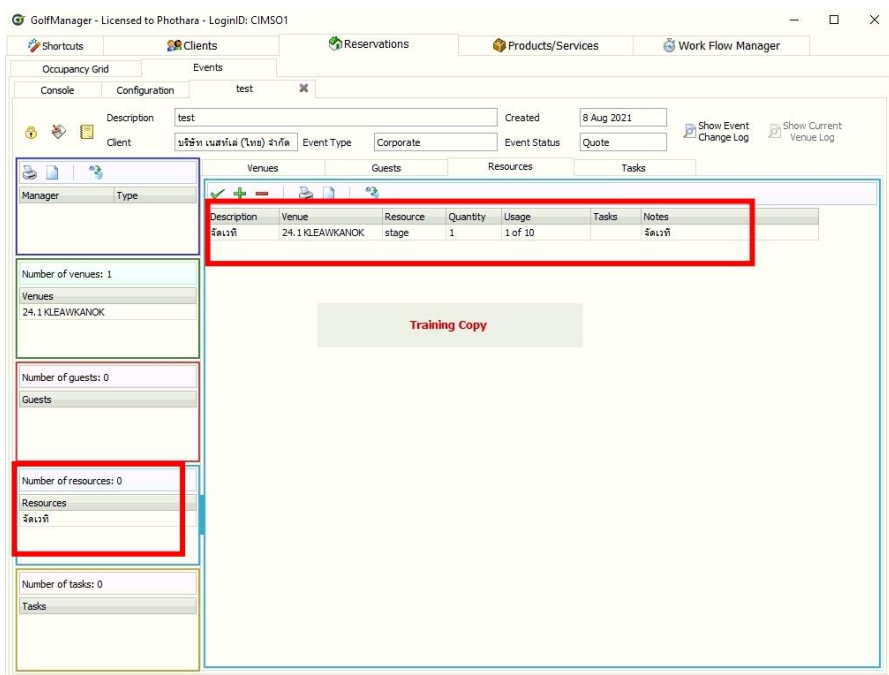 GolfManager - Licensed to Phothara - LoginID: CIMSO1
Shortcuts Clients Reservations Products/Services Work Flow Manager
Occupancy Grid Events
Console Configuration test
Description test Created 8 Aug 2021
Client บริษัท เนสท์เล่ (ไทย) จำกัด Event Type Corporate Event Status Quote
Show Event Change Log
Show Current Venue Log
Manager Type
Number of venues: 1
Venues
24.1 KLEAWKANOK
Number of guests: 0
Guests
Number of resources: 0
Resources
จัดเวที
Number of tasks: 0
Tasks
Venues Guests Resources Tasks
Description Venue Resource Quantity Usage Tasks Notes
จัดเวที 24.1 KLEAWKANOK stage 1 1 of 10 จัดเวที
Training Copy